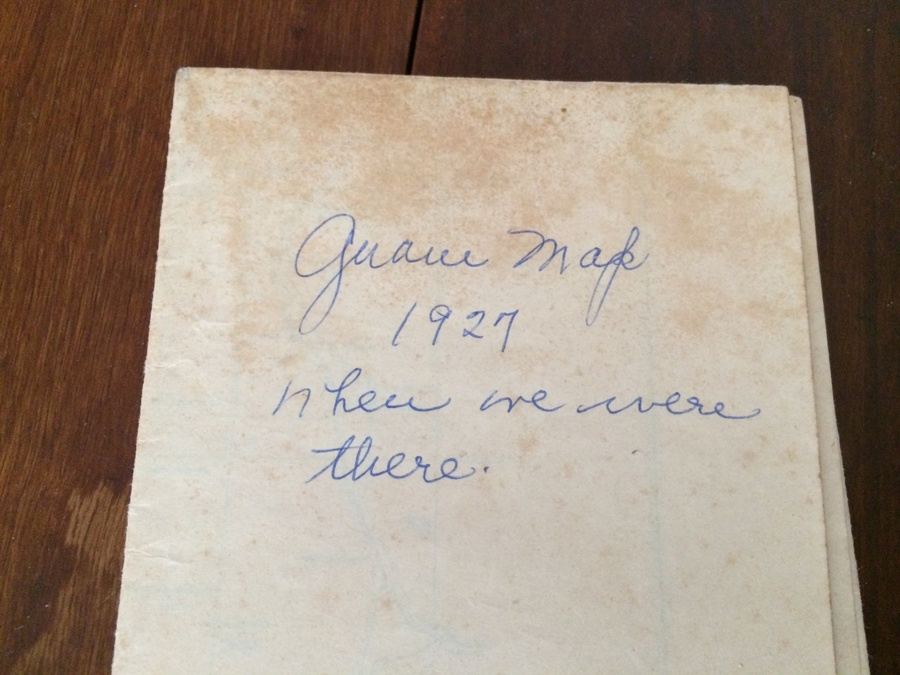 Guam Map
1927
when we were
there.